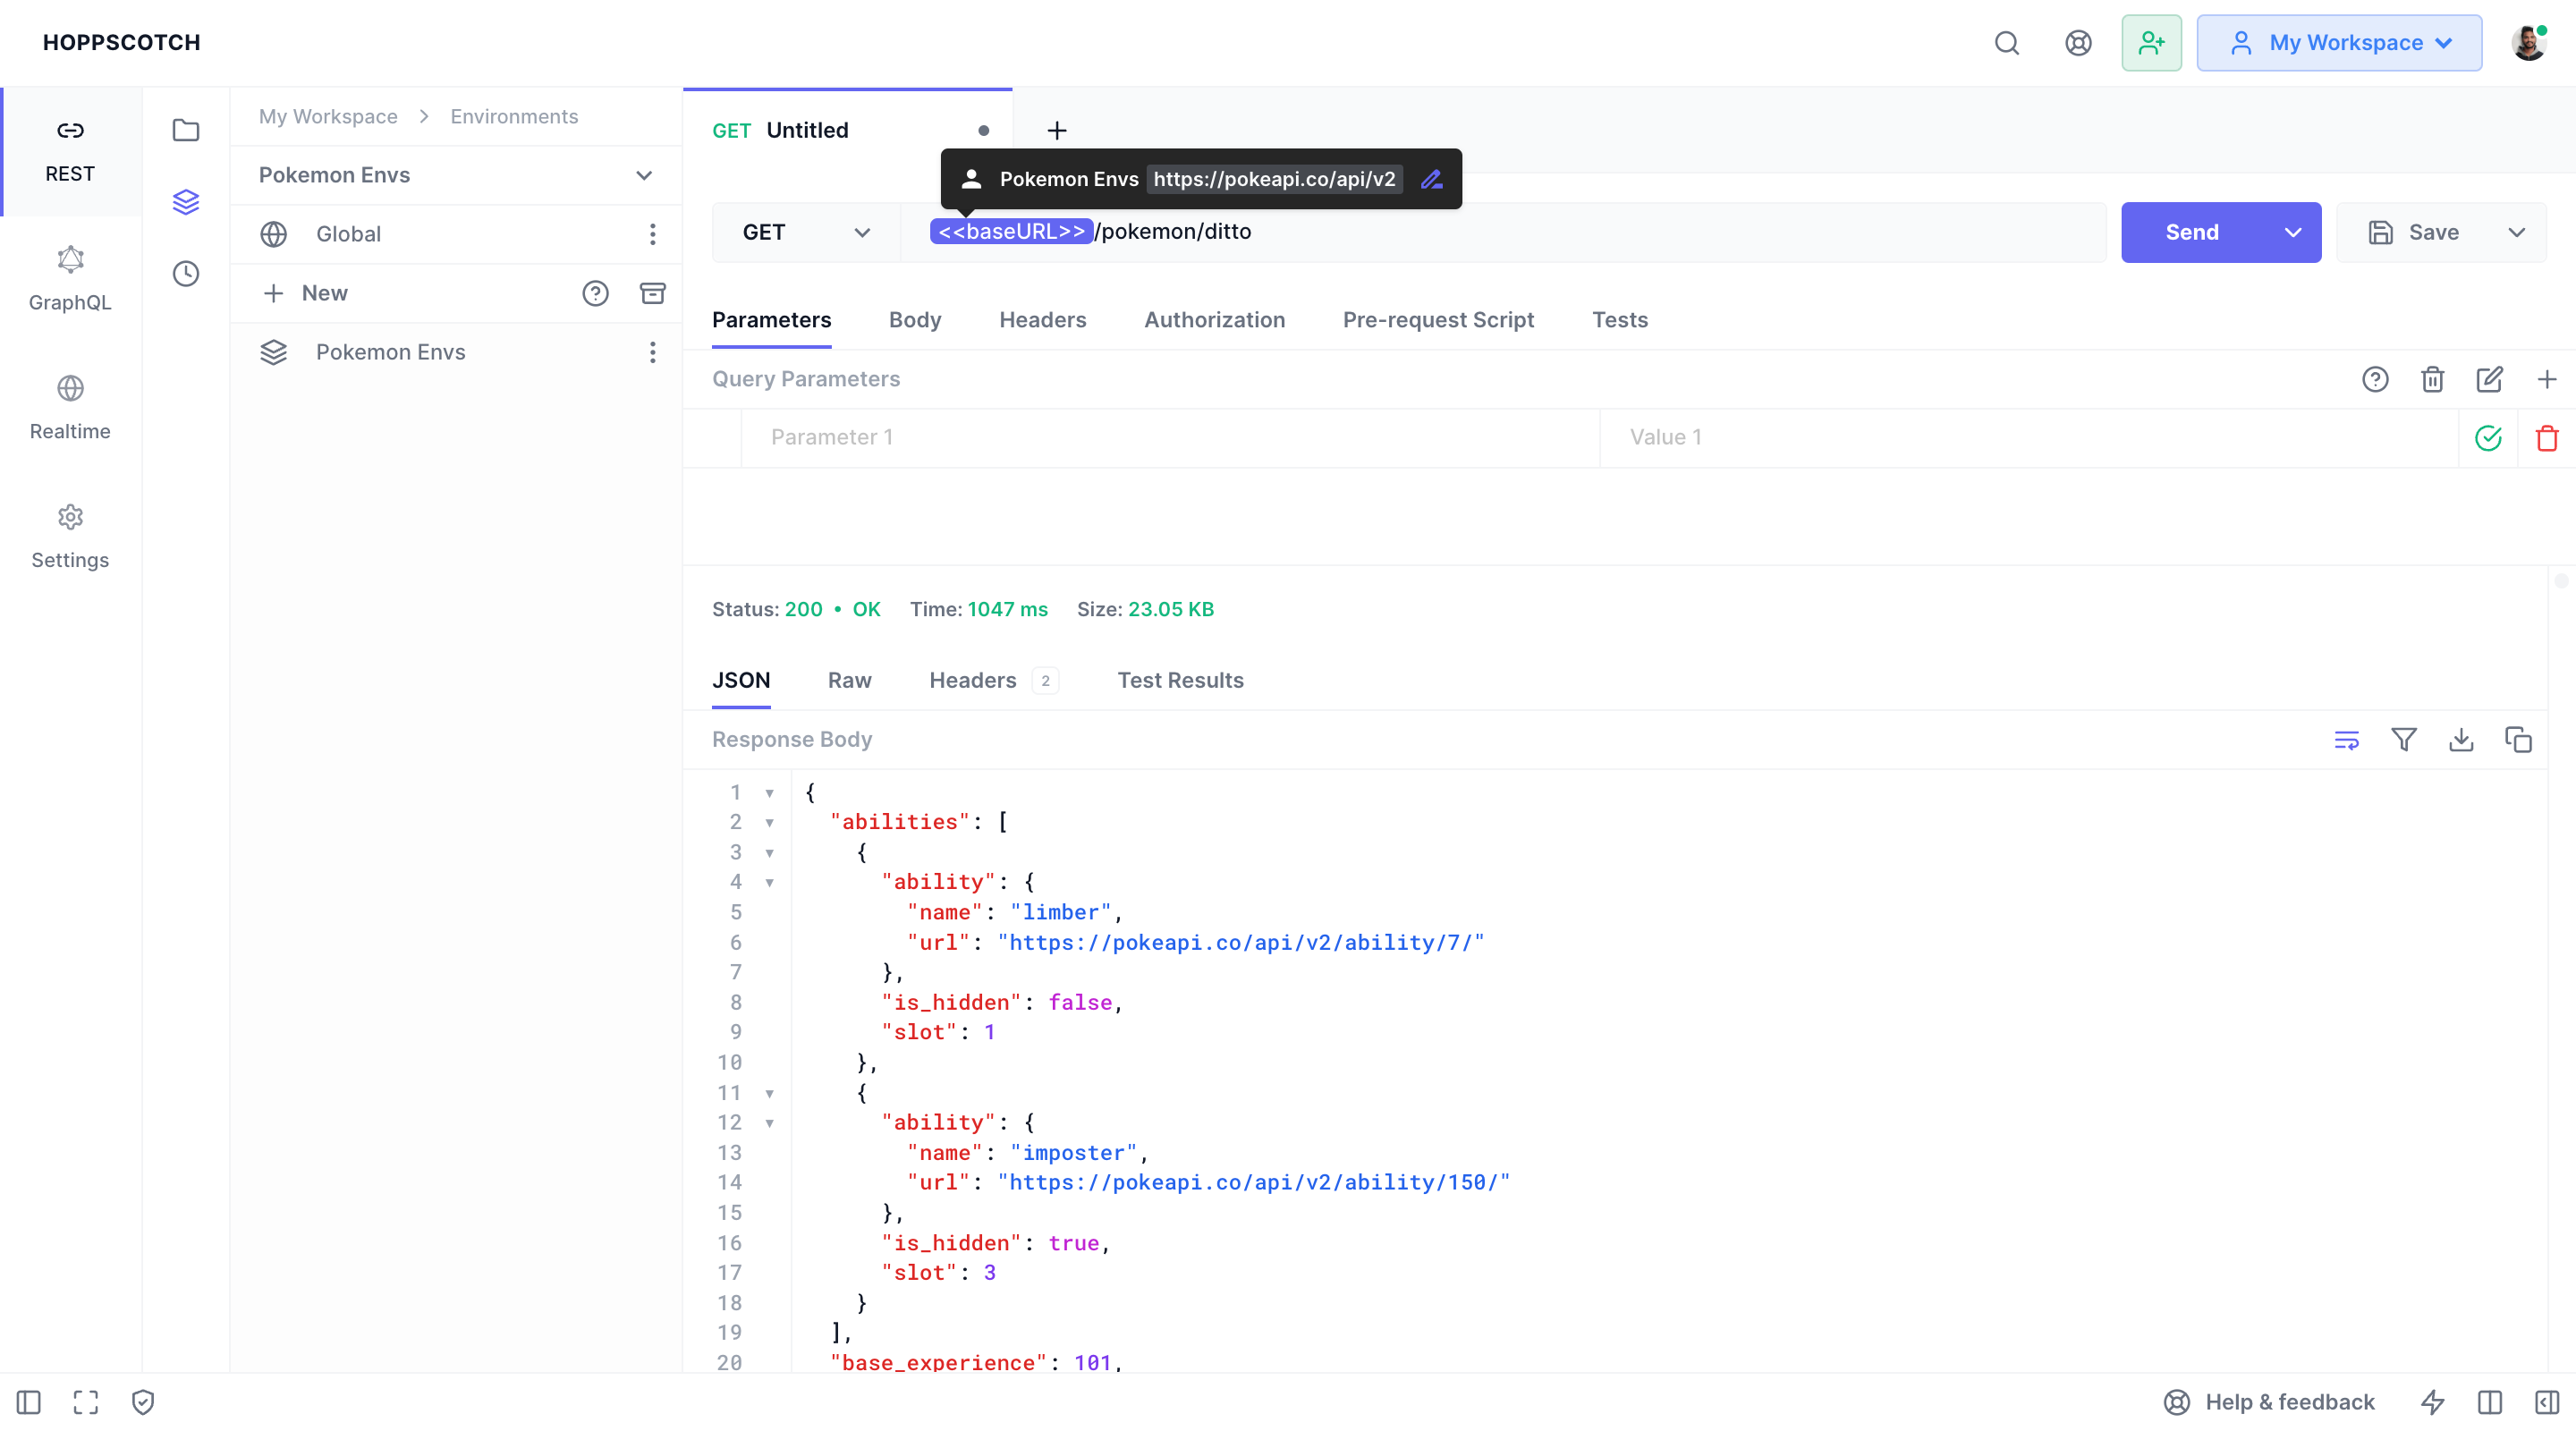 HOPPSCOTCH
My Workspace
REST
GraphQL
Realtime
Settings
My Workspace > Environments
Pokemon Envs
Global
New
Pokemon Envs
GET Untitled
Pokemon Envs https://pokeapi.co/api/v2
GET <<baseURL>>/pokemon/ditto
Send
Save
Parameters Body Headers Authorization Pre-request Script Tests
Query Parameters
Parameter 1 Value 1
Status: 200 • OK Time: 1047 ms Size: 23.05 KB
JSON Raw Headers 2 Test Results
Response Body
1 {
2 "abilities": [
3 {
4 "ability": {
5 "name": "limber",
6 "url": "https://pokeapi.co/api/v2/ability/7/"
7 },
8 "is_hidden": false,
9 "slot": 1
10 },
11 {
12 "ability": {
13 "name": "imposter",
14 "url": "https://pokeapi.co/api/v2/ability/150/"
15 },
16 "is_hidden": true,
17 "slot": 3
18 }
19 ],
20 "base_experience": 101,
Help & feedback